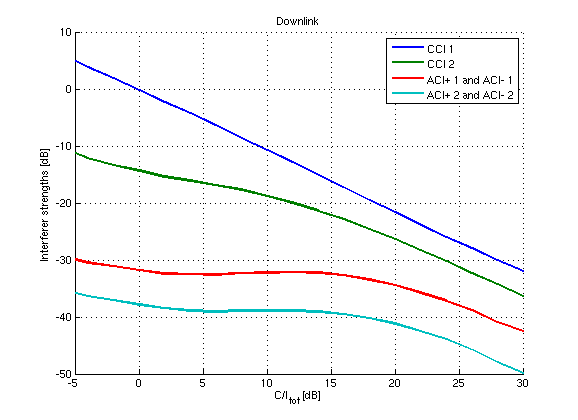 Downlink
10
0
-10
-20
-30
-40
-50
Interferer strengths [dB]
CCI 1
CCI 2
ACI+ 1 and ACI- 1
ACI+ 2 and ACI- 2
-5
0
5
10
15
20
25
30
C/I_tot [dB]